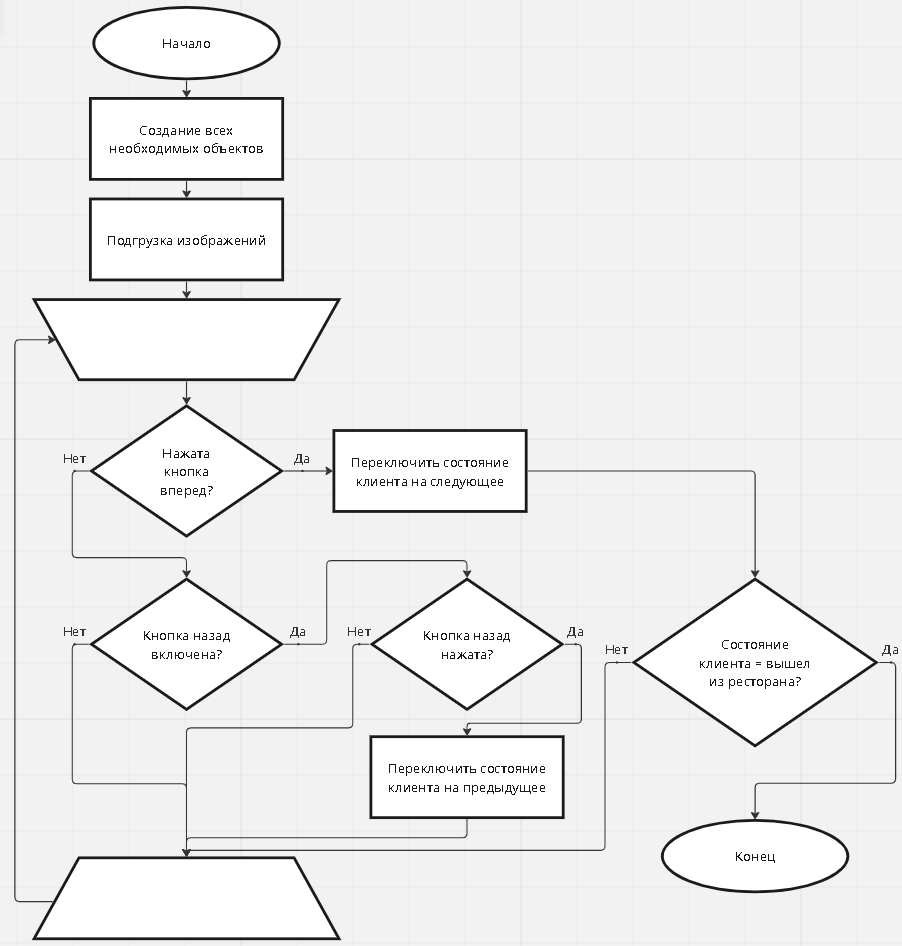 Начало
Создание всех
необходимых объектов
Подгрузка изображений
Нажата
кнопка
вперед?
Нет
Да
Переключить состояние
клиента на следующее
Кнопка назад
включена?
Нет
Да
Кнопка назад
нажата?
Нет
Да
Состояние
клиента = вышел
из ресторана?
Нет
Да
Переключить состояние
клиента на предыдущее
Конец